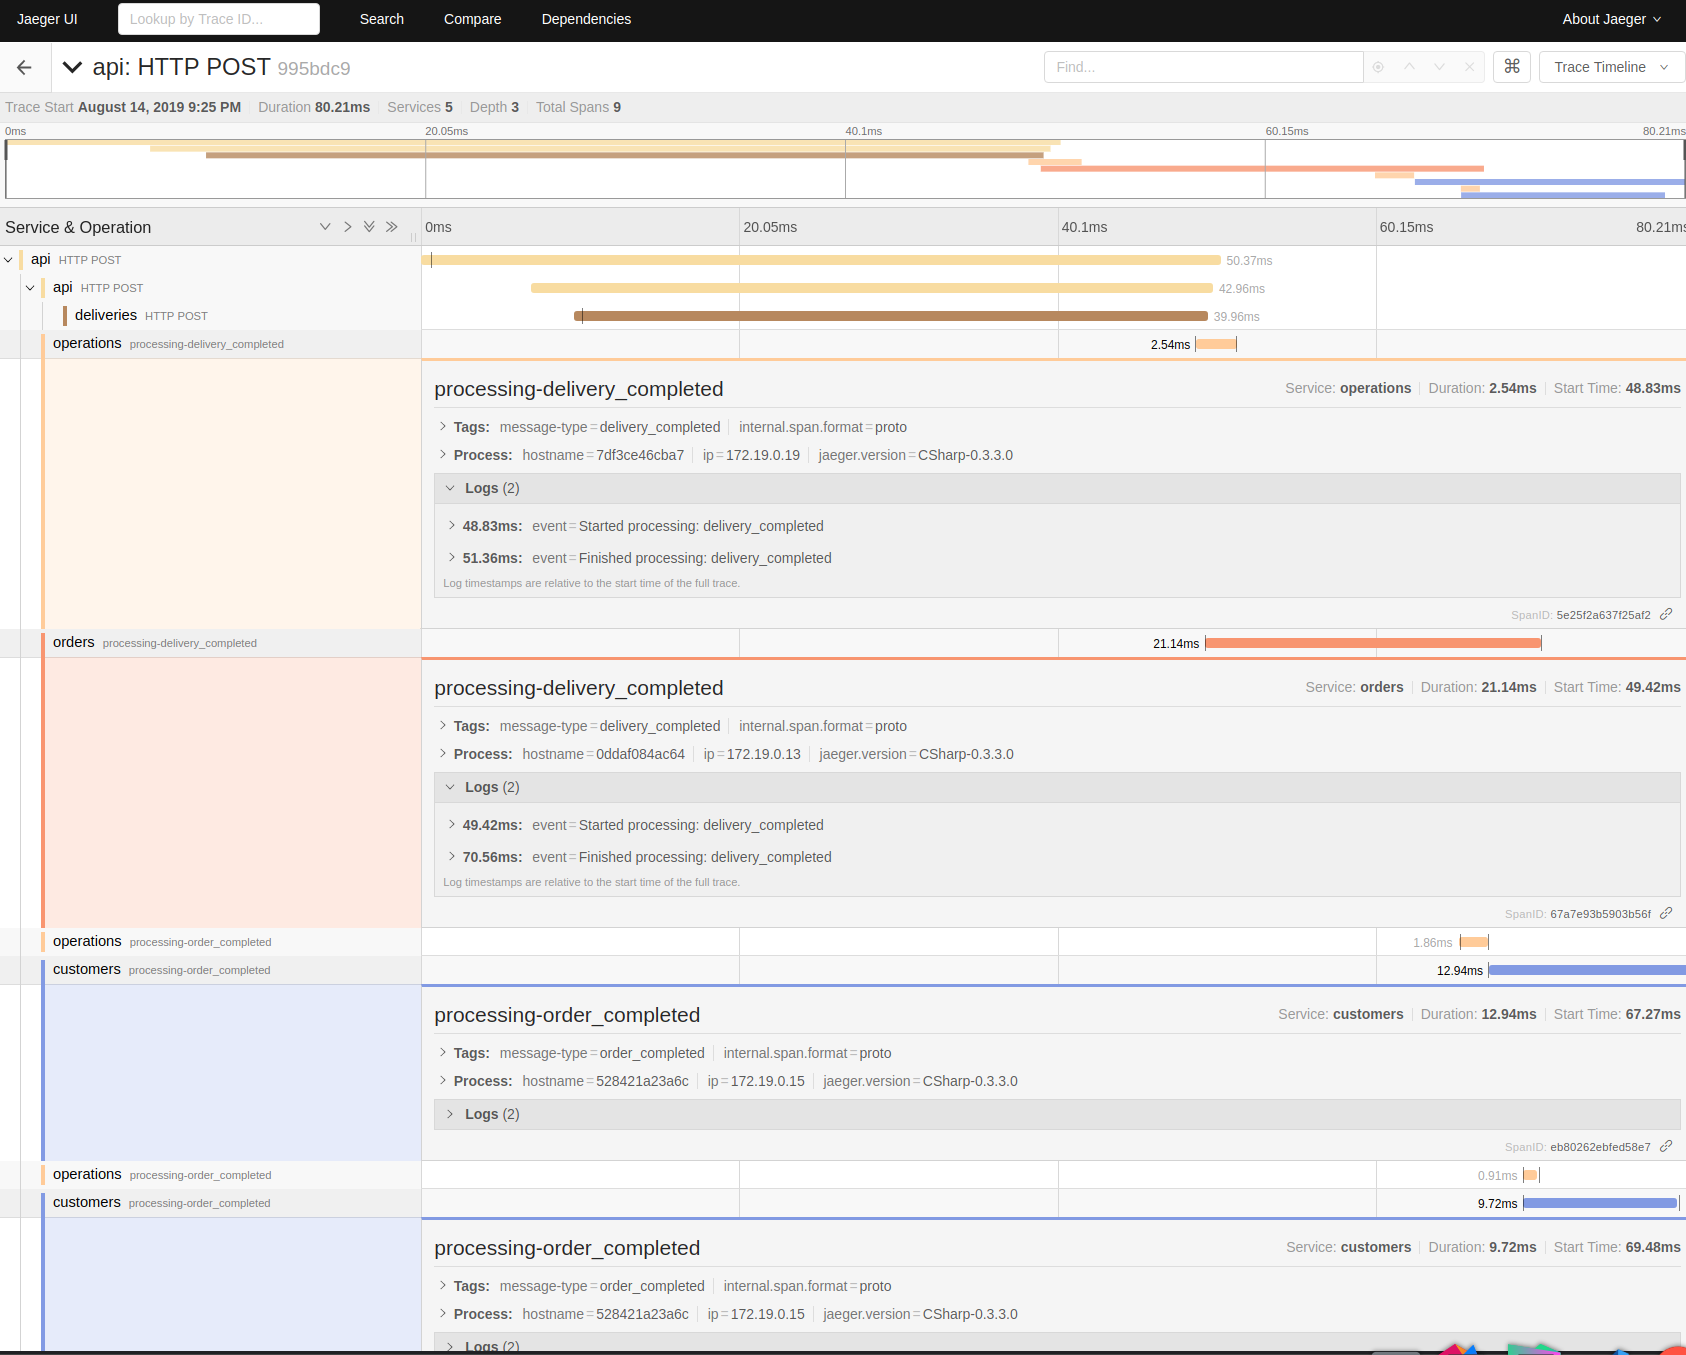 Jaeger UI Lookup by Trace ID... Search Compare Dependencies About Jaeger
api: HTTP POST 995bdc9 Find... ⌘ Trace Timeline
Trace Start August 14, 2019 9:25 PM Duration 80.21ms Services 5 Depth 3 Total Spans 9
0ms 20.05ms 40.1ms 60.15ms 80.21ms
Service & Operation 0ms 20.05ms 40.1ms 60.15ms 80.21ms
api HTTP POST 50.37ms
api HTTP POST 42.96ms
deliveries HTTP POST 39.96ms
operations processing-delivery_completed 2.54ms
processing-delivery_completed Service: operations Duration: 2.54ms Start Time: 48.83ms
Tags: message-type = delivery_completed internal.span.format = proto
Process: hostname = 7df3ce46cba7 ip = 172.19.0.19 jaeger.version = CSharp-0.3.3.0
Logs (2)
48.83ms: event = Started processing: delivery_completed
51.36ms: event = Finished processing: delivery_completed
Log timestamps are relative to the start time of the full trace.
SpanID: 5e25f2a637f25af2
orders processing-delivery_completed 21.14ms
processing-delivery_completed Service: orders Duration: 21.14ms Start Time: 49.42ms
Tags: message-type = delivery_completed internal.span.format = proto
Process: hostname = 0ddaf084ac64 ip = 172.19.0.13 jaeger.version = CSharp-0.3.3.0
Logs (2)
49.42ms: event = Started processing: delivery_completed
70.56ms: event = Finished processing: delivery_completed
Log timestamps are relative to the start time of the full trace.
SpanID: 67a7e93b5903b56f
operations processing-order_completed 1.86ms
customers processing-order_completed 12.94ms
processing-order_completed Service: customers Duration: 12.94ms Start Time: 67.27ms
Tags: message-type = order_completed internal.span.format = proto
Process: hostname = 528421a23a6c ip = 172.19.0.15 jaeger.version = CSharp-0.3.3.0
Logs (2)
SpanID: eb80262ebfed58e7
operations processing-order_completed 0.91ms
customers processing-order_completed 9.72ms
processing-order_completed Service: customers Duration: 9.72ms Start Time: 69.48ms
Tags: message-type = order_completed internal.span.format = proto
Process: hostname = 528421a23a6c ip = 172.19.0.15 jaeger.version = CSharp-0.3.3.0
Logs (2)